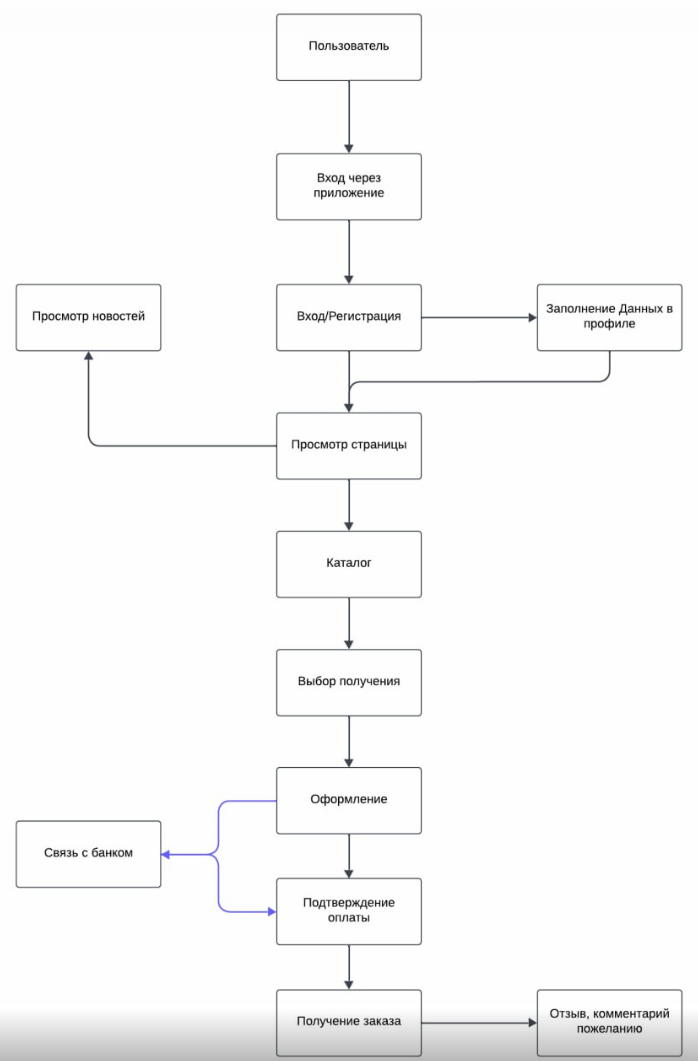 Пользователь
Вход через
приложение
Просмотр новостей
Вход/Регистрация
Заполнение Данных в
профиле
Просмотр страницы
Каталог
Выбор получения
Оформление
Связь с банком
Подтверждение
оплаты
Получение заказа
Отзыв, комментарий
пожеланию